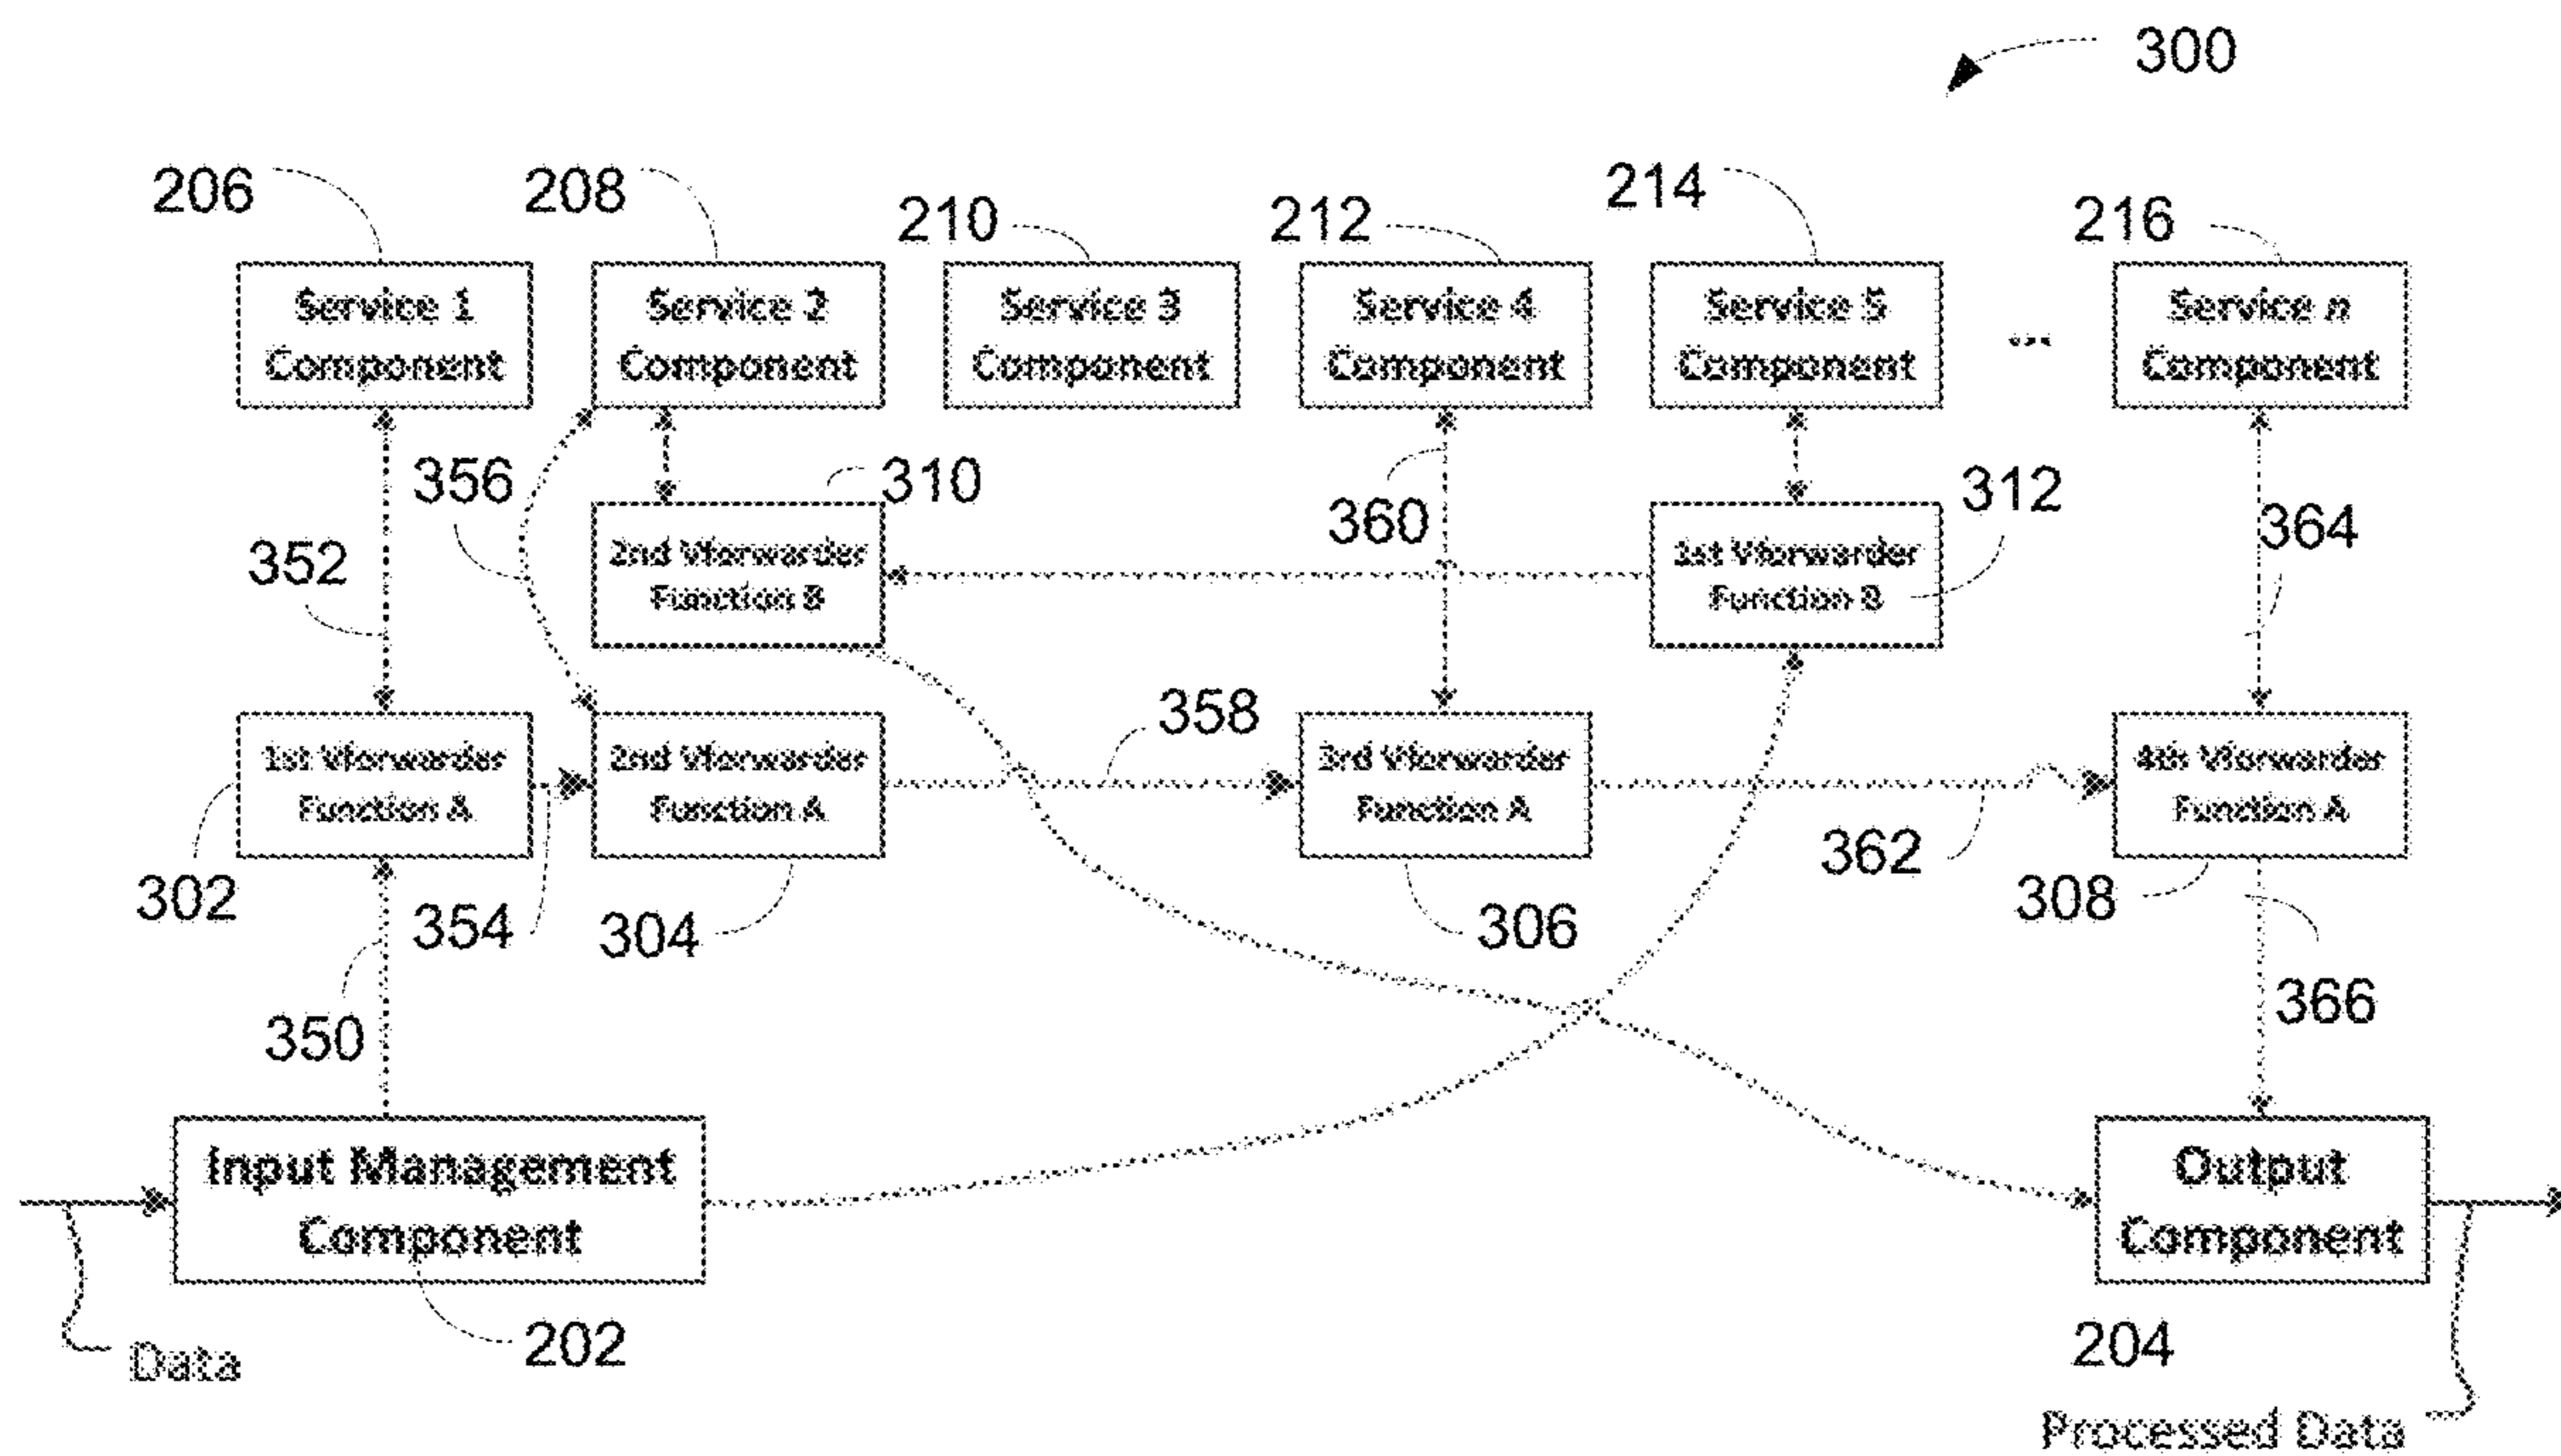 300
206
208
210
212
214
216
Service 1
Component
Service 2
Component
Service 3
Component
Service 4
Component
Service 5
Component
...
Service n
Component
356
310
360
312
364
352
2nd Vforwarder
Function B
1st Vforwarder
Function B
358
1st Vforwarder
Function A
2nd Vforwarder
Function A
3rd Vforwarder
Function A
4th Vforwarder
Function A
302
354
304
306
362
308
350
366
Input Management
Component
Output
Component
Data
202
204
Processed Data